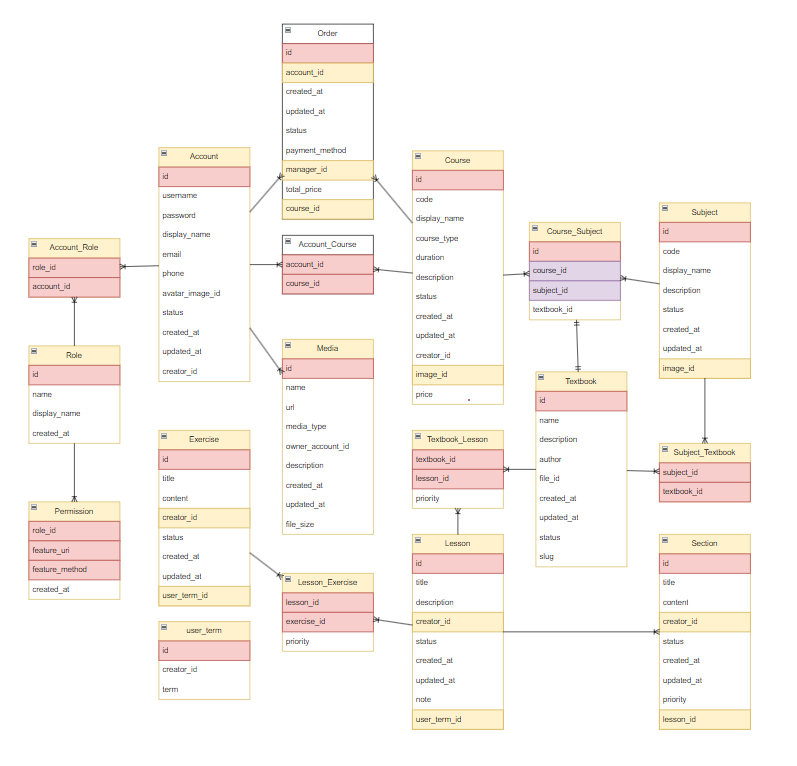 Order
id
account_id
created_at
updated_at
status
payment_method
manager_id
total_price
course_id
Account
id
username
password
display_name
email
phone
avatar_image_id
status
created_at
updated_at
creator_id
Course
id
code
display_name
course_type
duration
description
status
created_at
updated_at
creator_id
image_id
price
Subject
id
code
display_name
description
status
created_at
updated_at
image_id
Course_Subject
id
course_id
subject_id
textbook_id
Account_Role
role_id
account_id
Account_Course
account_id
course_id
Role
id
name
display_name
created_at
Media
id
name
url
media_type
owner_account_id
description
created_at
updated_at
file_size
Textbook
id
name
description
author
file_id
created_at
updated_at
status
slug
Exercise
id
title
content
creator_id
status
created_at
updated_at
user_term_id
Textbook_Lesson
textbook_id
lesson_id
priority
Subject_Textbook
subject_id
textbook_id
Permission
role_id
feature_uri
feature_method
created_at
Lesson
id
title
description
creator_id
status
created_at
updated_at
note
user_term_id
Section
id
title
content
creator_id
status
created_at
updated_at
priority
lesson_id
Lesson_Exercise
lesson_id
exercise_id
priority
user_term
id
creator_id
term